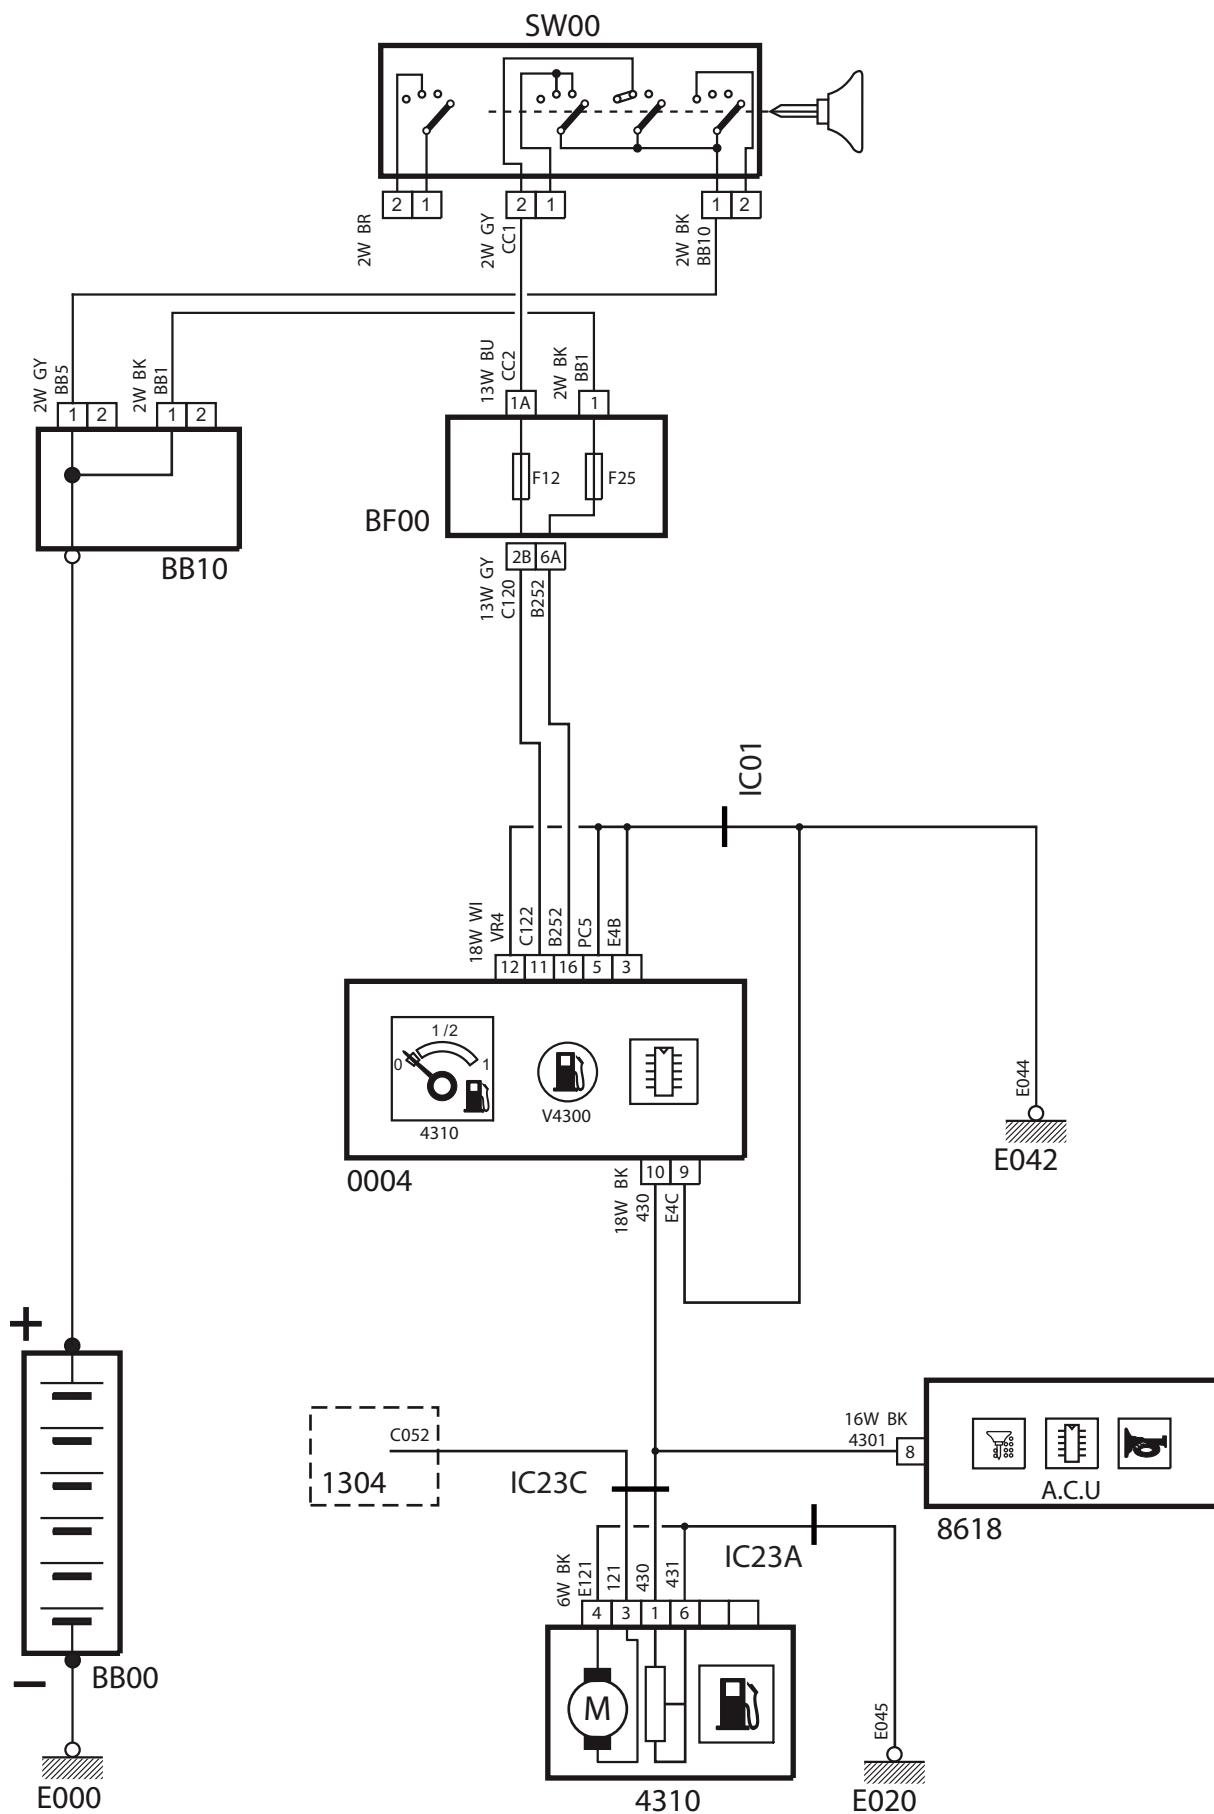 SW00
2 1
2 1
1 2
2W BR
2W GY
CC1
2W BK
BB10
2W GY
BB5
2W BK
BB1
13W BU
CC2
2W BK
BB1
1 2
1 2
1A
1
F12
F25
BF00
BB10
2B 6A
13W GY
C120
B252
IC01
18W WI
VR4
C122
B252
PC5
E4B
12 11 16 5 3
0
1/2
1
4310
V4300
0004
10 9
18W BK
430
E4C
E044
E042
+
1304
C052
IC23C
16W BK
4301
8
A.C.U
8618
IC23A
6W BK
E121
121
430
431
4 3 1 6
M
4310
E045
E020
−
BB00
E000